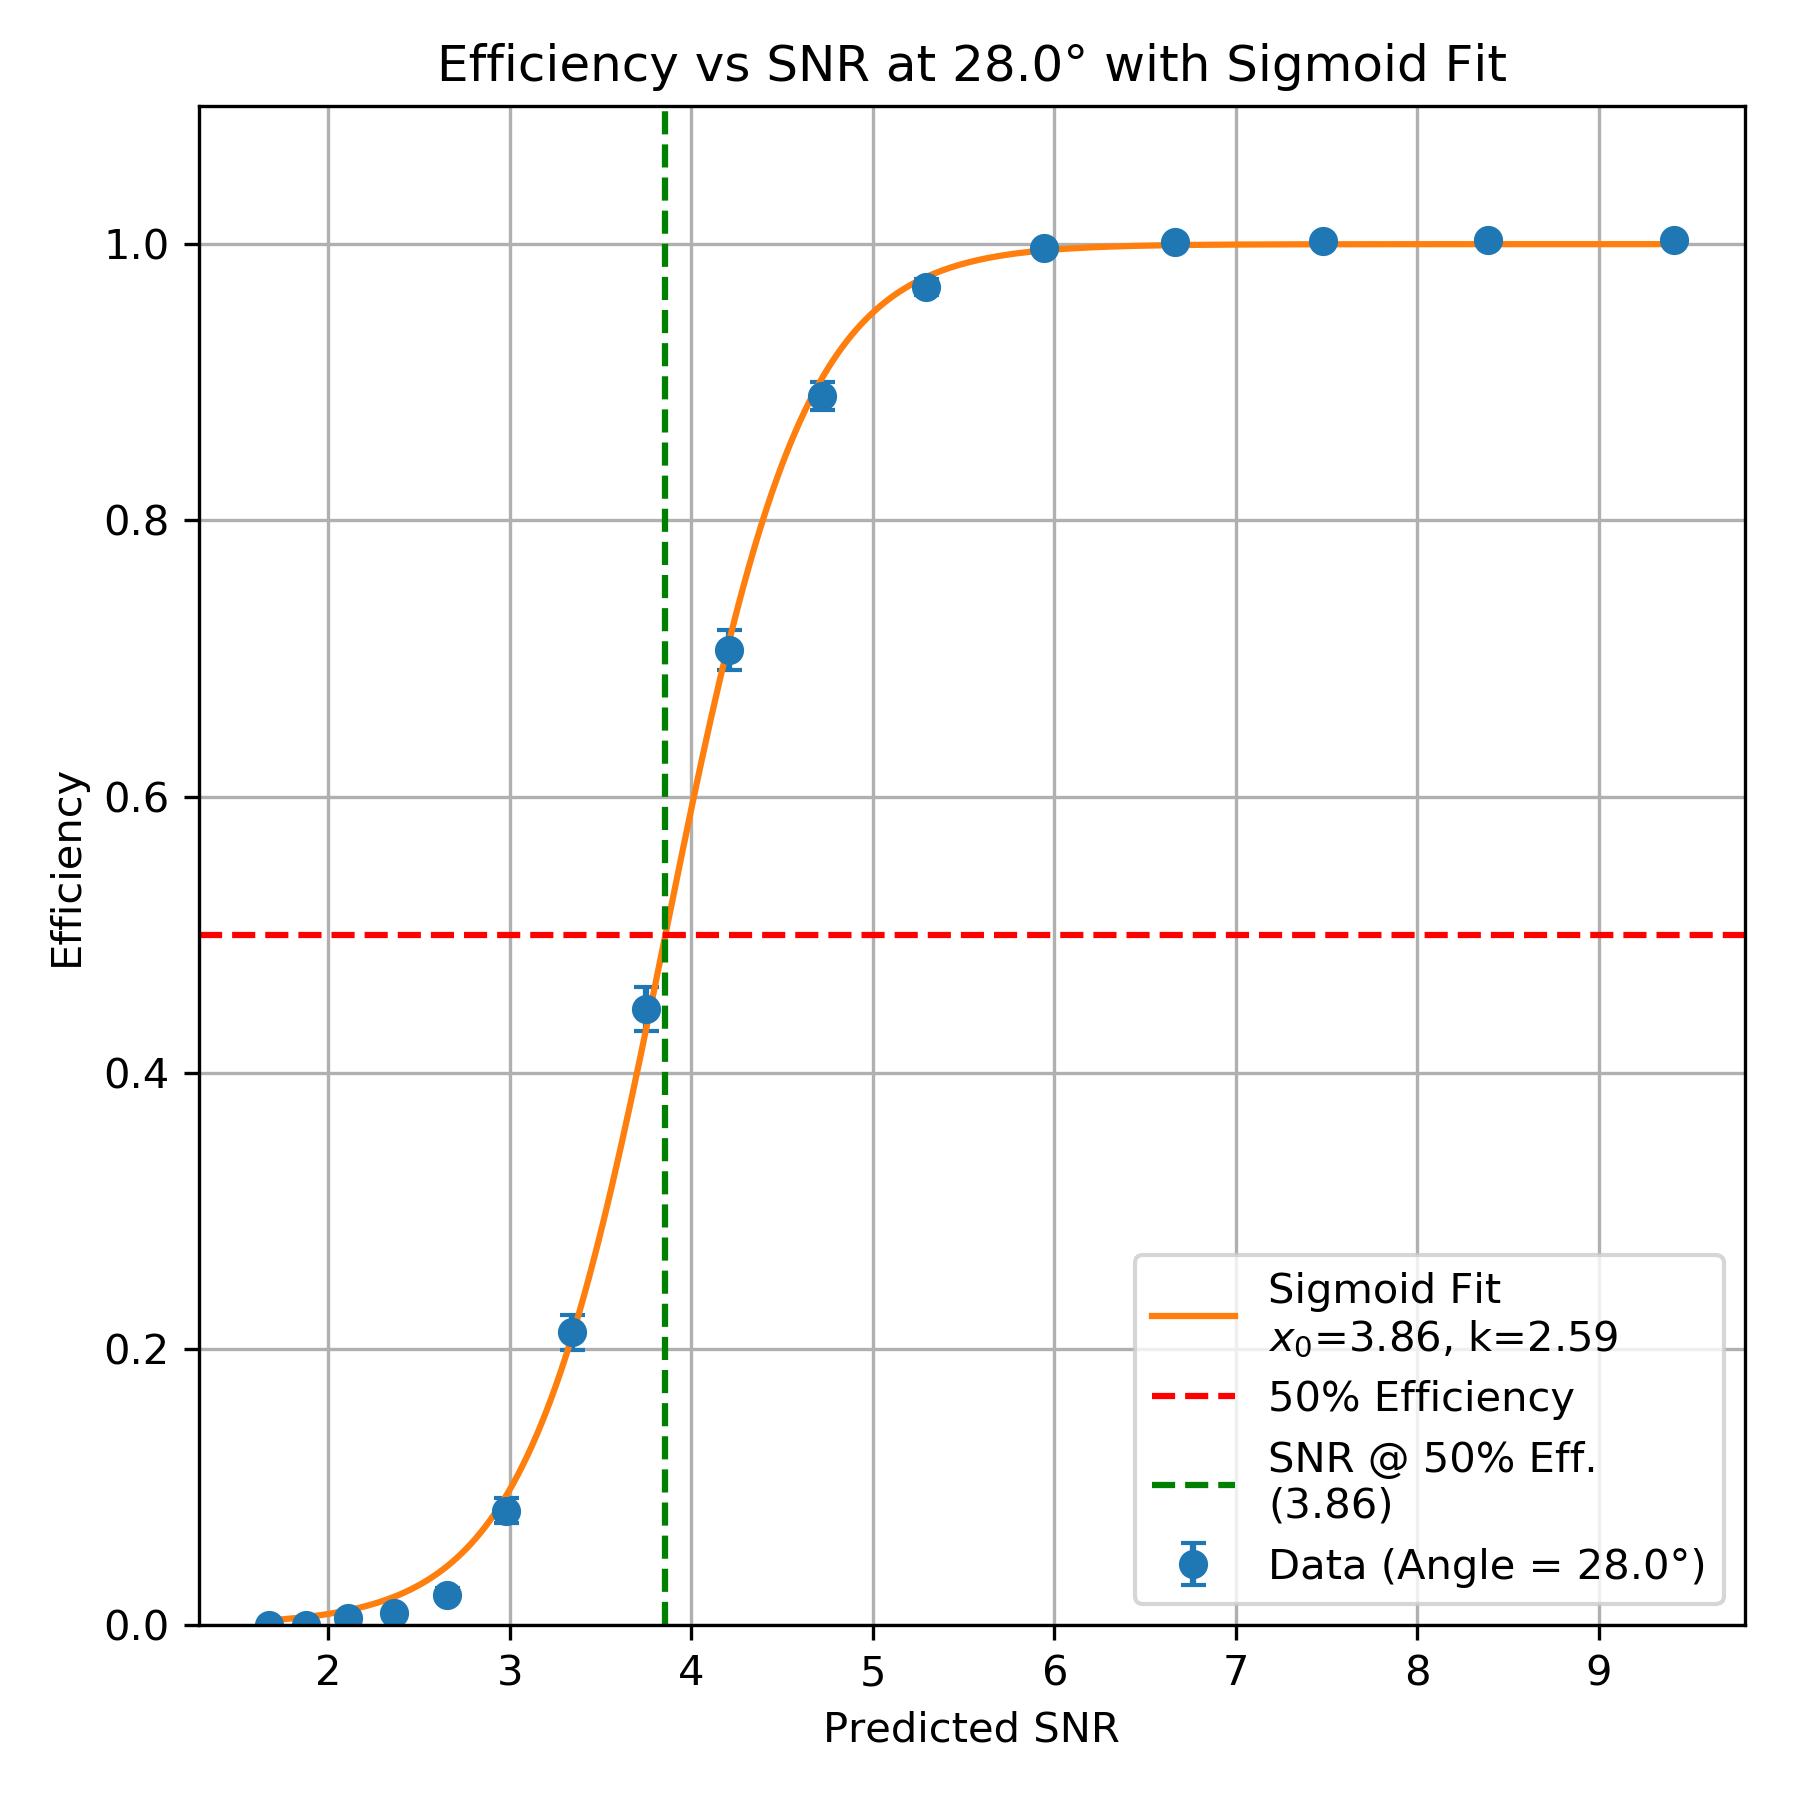 Efficiency vs SNR at 28.0° with Sigmoid Fit
1.0
0.8
0.6
0.4
0.2
0.0
Efficiency
2 3 4 5 6 7 8 9
Predicted SNR
Sigmoid Fit
x₀=3.86, k=2.59
50% Efficiency
SNR @ 50% Eff.
(3.86)
Data (Angle = 28.0°)